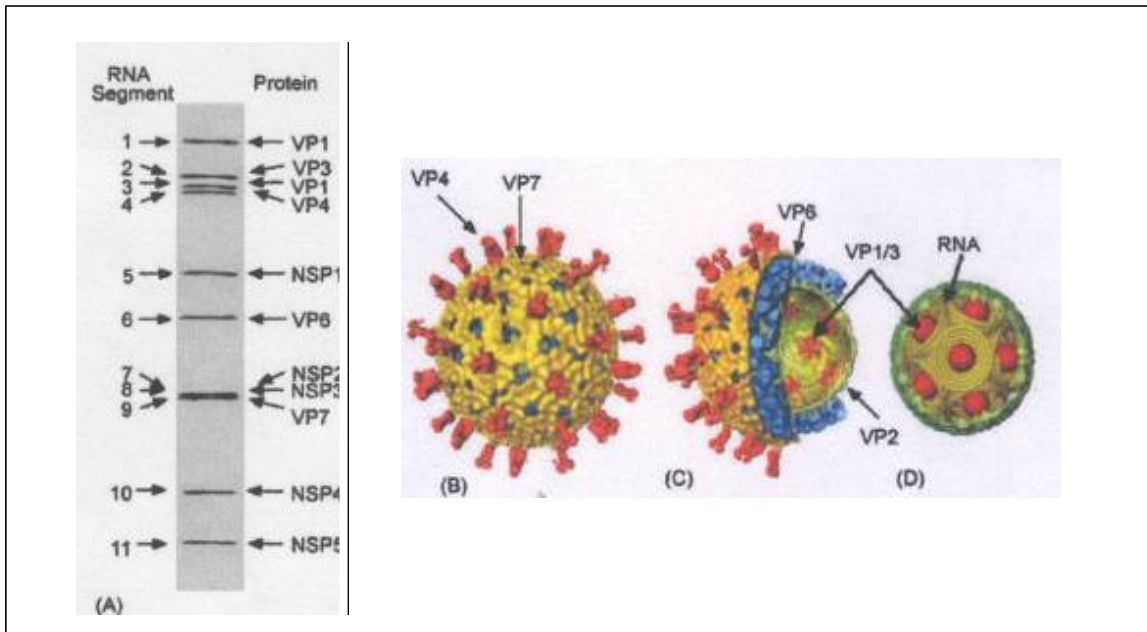 RNA
Segment
Protein
1 VP1
2 VP3
3 VP1
4 VP4
5 NSP1
6 VP6
7 NSP2
8 NSP3
9 VP7
10 NSP4
11 NSP5
(A)
VP4 VP7
VP6
VP1/3
RNA
VP2
(B) (C) (D)